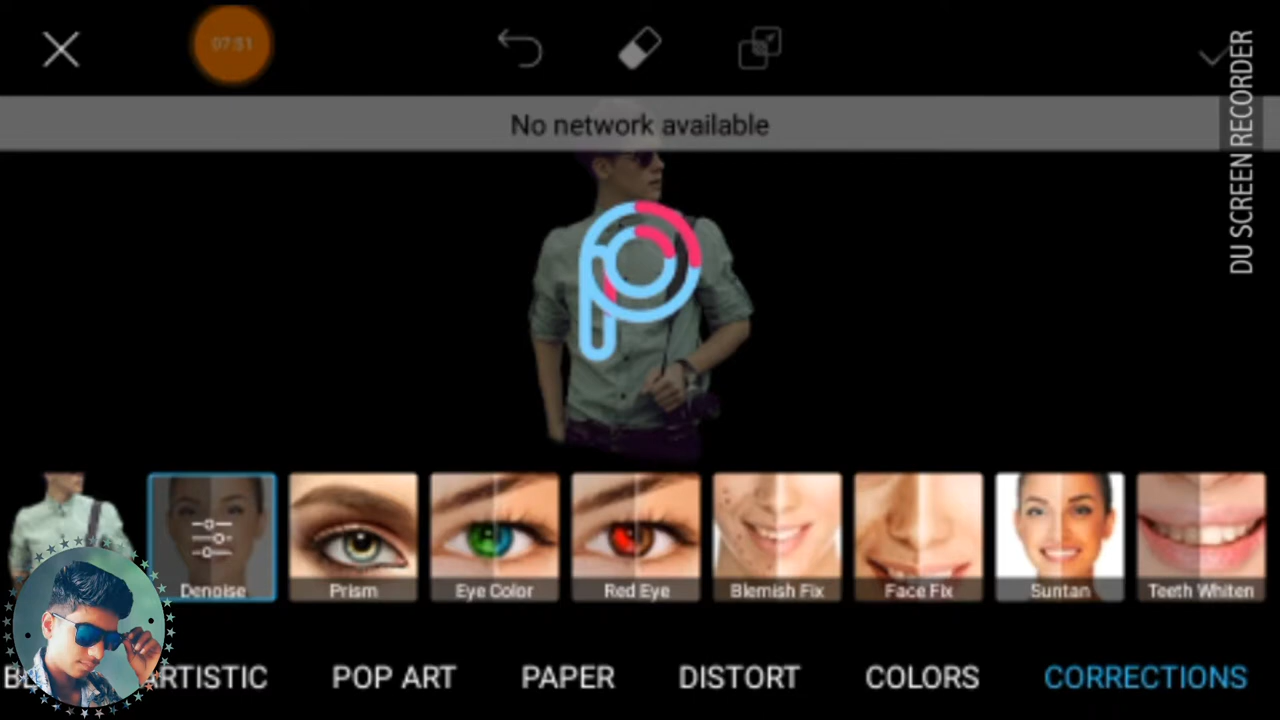 07:51
No network available
DU SCREEN RECORDER
Denoise
Prism
Eye Color
Red Eye
Blemish Fix
Face Fix
Suntan
Teeth Whiten
ARTISTIC
POP ART
PAPER
DISTORT
COLORS
CORRECTIONS